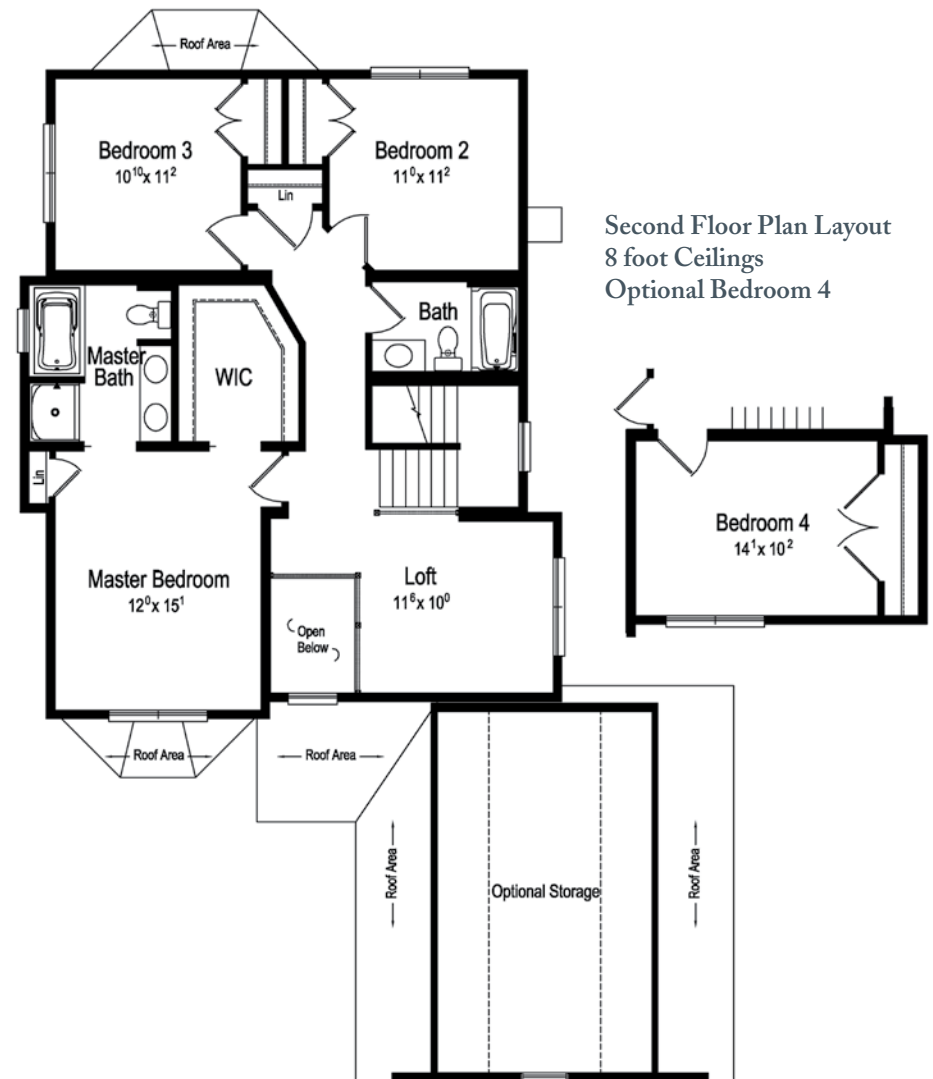 Roof Area
Bedroom 3
10¹⁰x 11²
Bedroom 2
11⁰x 11²
Lin
Second Floor Plan Layout
8 foot Ceilings
Optional Bedroom 4
Bath
Master
Bath
WIC
Lin
Bedroom 4
14¹x 10²
Master Bedroom
12⁰x 15¹
Loft
11⁶x 10⁰
Open
Below
Roof Area
Roof Area
Roof Area
Roof Area
Optional Storage